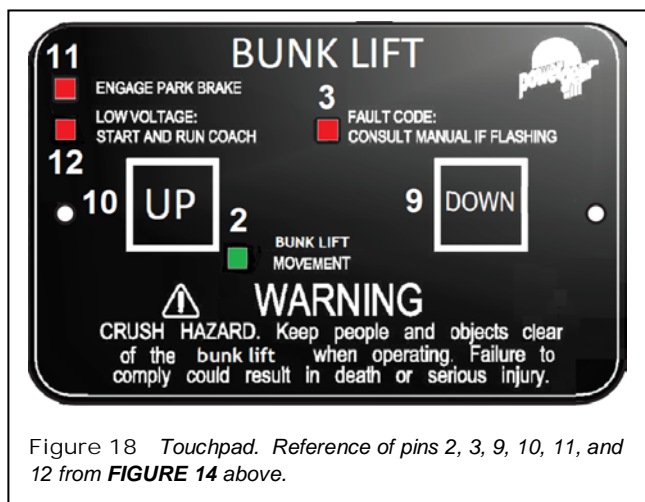 11
BUNK LIFT
power gear
ENGAGE PARK BRAKE
3
LOW VOLTAGE:
START AND RUN COACH
FAULT CODE:
CONSULT MANUAL IF FLASHING
12
10
UP
2
9
DOWN
BUNK LIFT
MOVEMENT
WARNING
CRUSH HAZARD. Keep people and objects clear
of the bunk lift when operating. Failure to
comply could result in death or serious injury.
Figure 18 Touchpad. Reference of pins 2, 3, 9, 10, 11, and
12 from FIGURE 14 above.